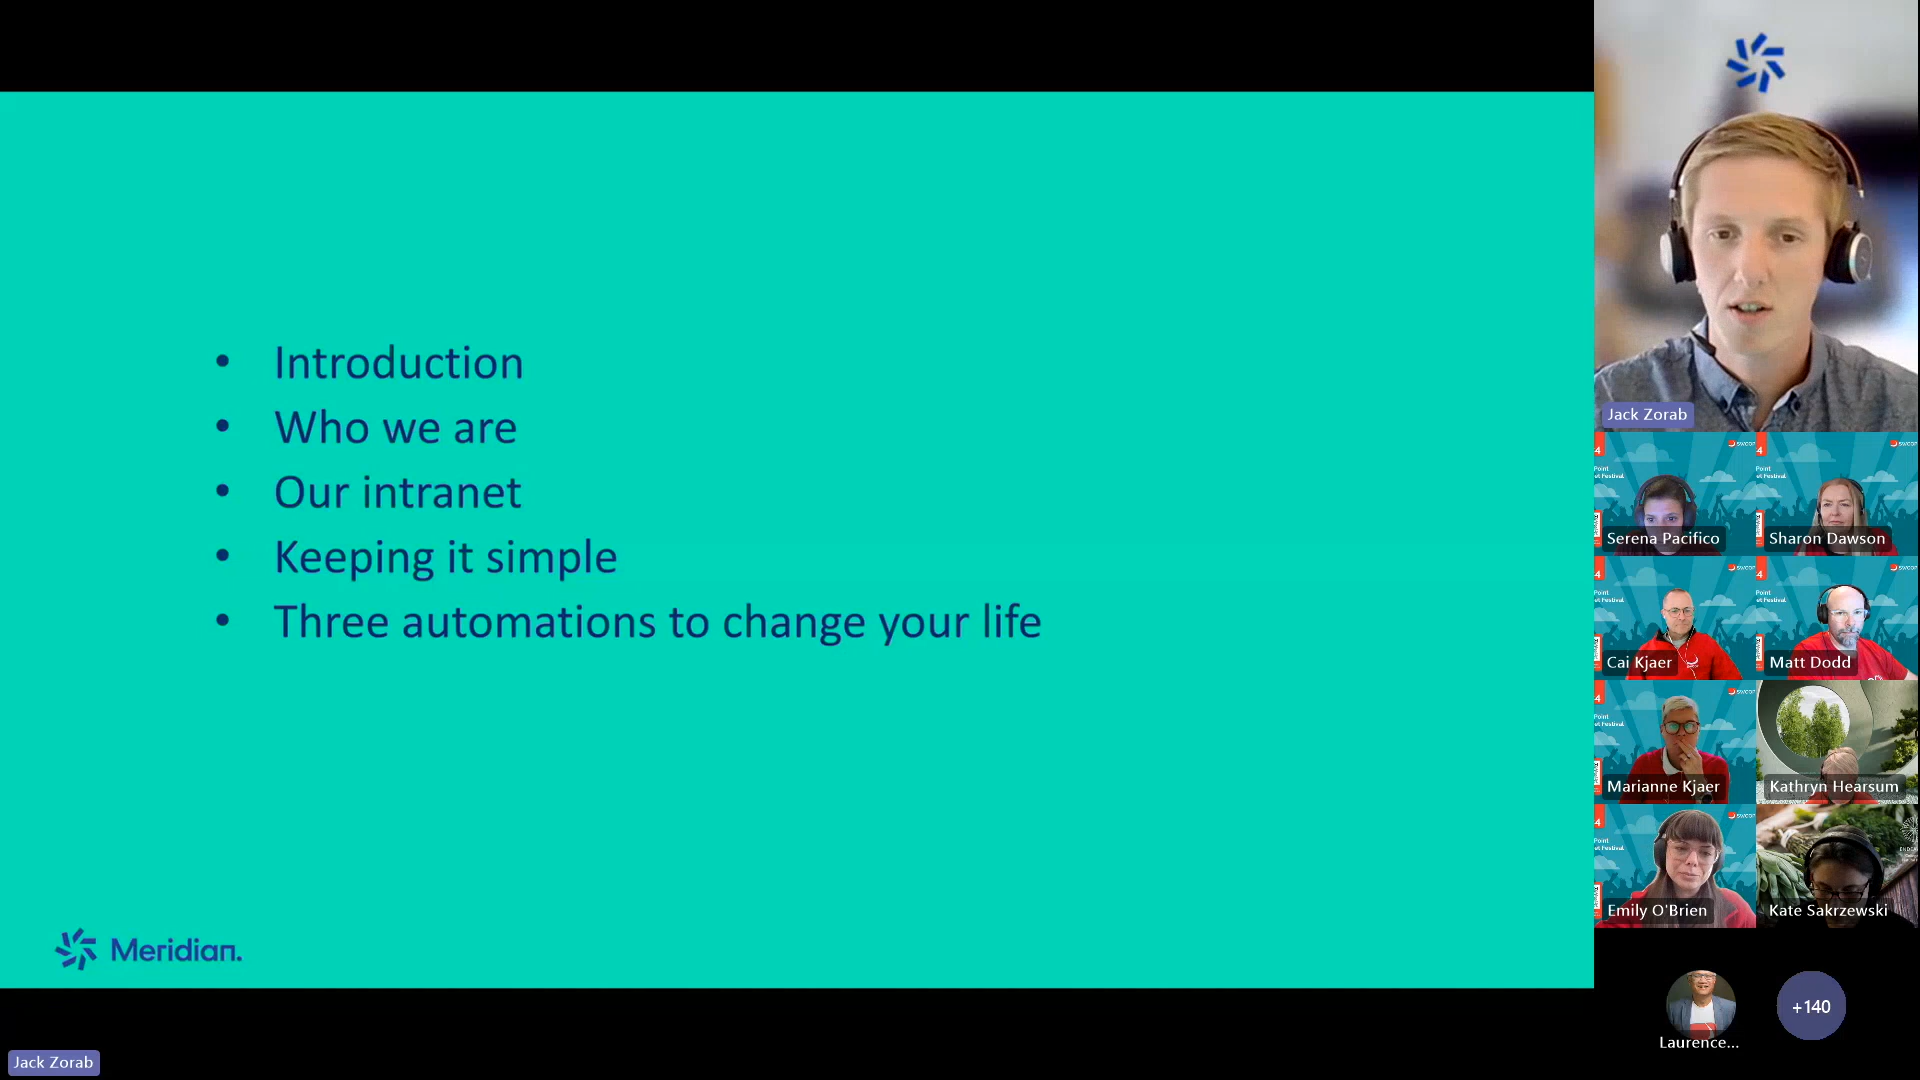 • Introduction
• Who we are
• Our intranet
• Keeping it simple
• Three automations to change your life
Meridian.
Jack Zorab
Jack Zorab
Serena Pacifico
Sharon Dawson
Cai Kjaer
Matt Dodd
Marianne Kjaer
Kathryn Hearsum
Emily O'Brien
Kate Sakrzewski
Laurence...
+140